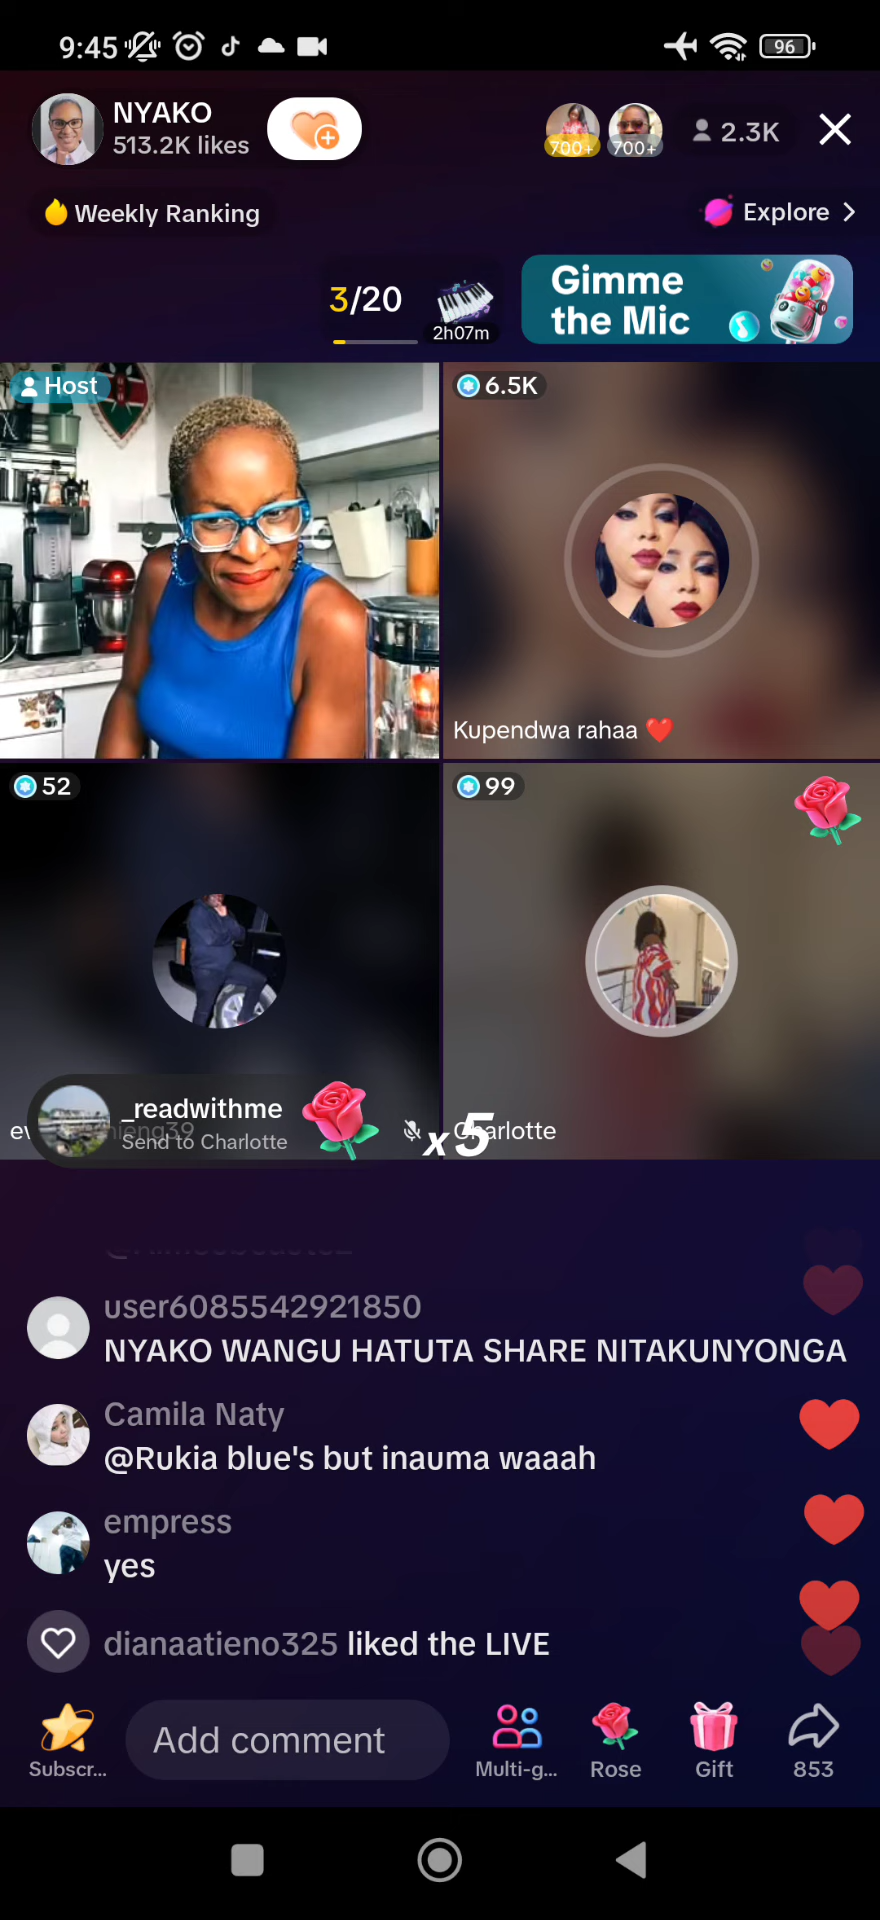 9:45
96
NYAKO
513.2K likes
700+
700+
2.3K
Weekly Ranking
Explore
3/20
2h07m
Gimme
the Mic
Host
6.5K
Kupendwa rahaa ❤️
52
99
_readwithme
Send to Charlotte
x5
Charlotte
user6085542921850
NYAKO WANGU HATUTA SHARE NITAKUNYONGA
Camila Naty
@Rukia blue's but inauma waaah
empress
yes
dianaatieno325 liked the LIVE
Subscr...
Add comment
Multi-g...
Rose
Gift
853